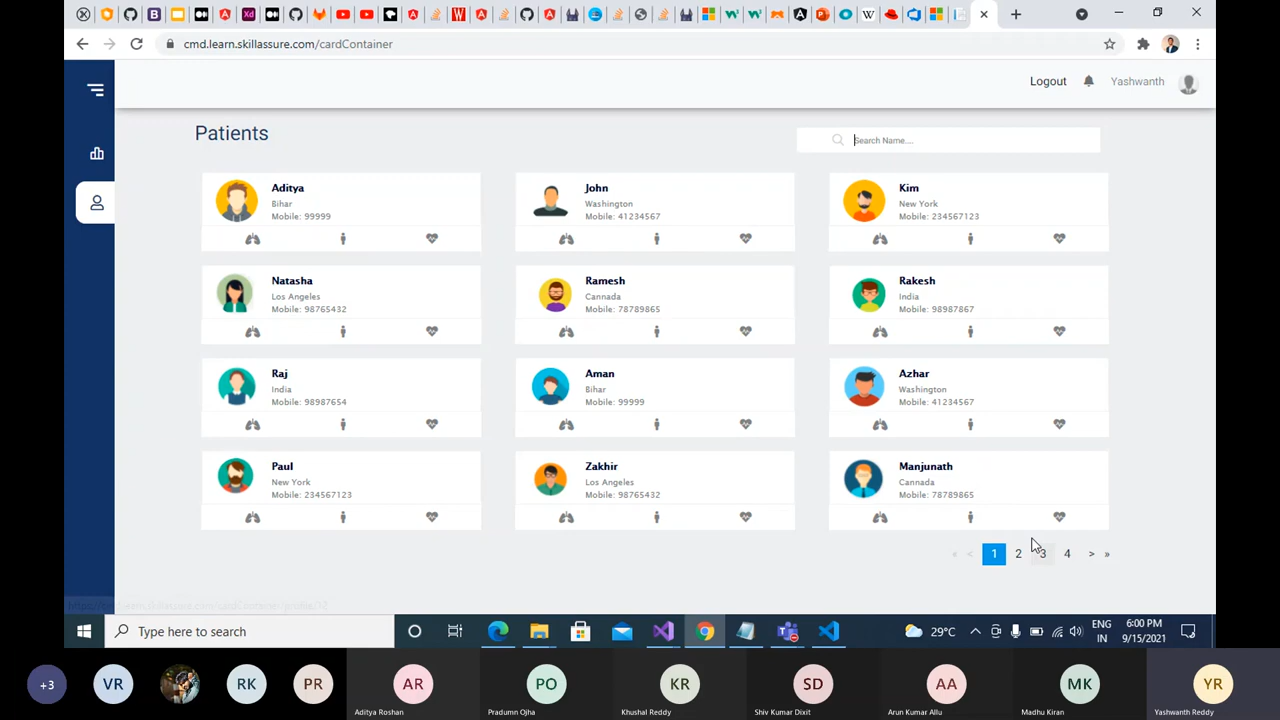 cmd.learn.skillassure.com/cardContainer
Logout
Yashwanth
Patients
Search Name....
Aditya
Bihar
Mobile: 99999
John
Washington
Mobile: 41234567
Kim
New York
Mobile: 234567123
Natasha
Los Angeles
Mobile: 98765432
Ramesh
Cannada
Mobile: 78789865
Rakesh
India
Mobile: 98987867
Raj
India
Mobile: 98987654
Aman
Bihar
Mobile: 99999
Azhar
Washington
Mobile: 41234567
Paul
New York
Mobile: 234567123
Zakhir
Los Angeles
Mobile: 98765432
Manjunath
Cannada
Mobile: 78789865
« < 1 2 3 4 > »
Type here to search
29°C
ENG
IN
6:00 PM
9/15/2021
+3
VR
RK
PR
AR
Aditya Roshan
PO
Pradumn Ojha
KR
Khushal Reddy
SD
Shiv Kumar Dixit
AA
Arun Kumar Allu
MK
Madhu Kiran
YR
Yashwanth Reddy